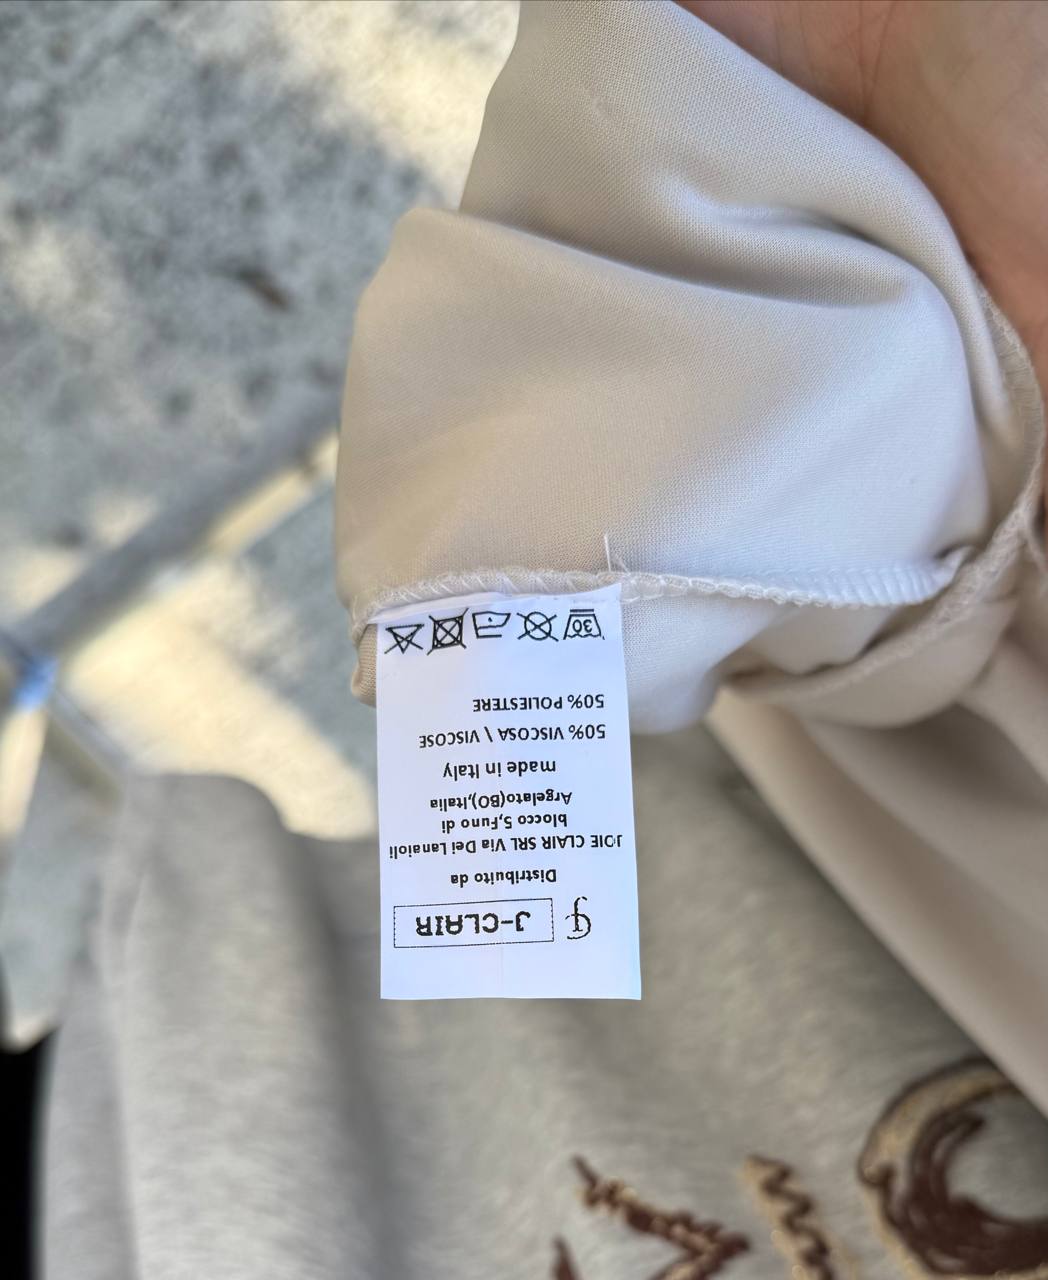 J-CLAIR
Distribuito da
JOIE CLAIR SRL Via Dei Lanaioli
blocco 5,Funo di
Argelato(BO),Italia
made in Italy
50% VISCOSA \ VISCOSE
50% POLIESTERE
30